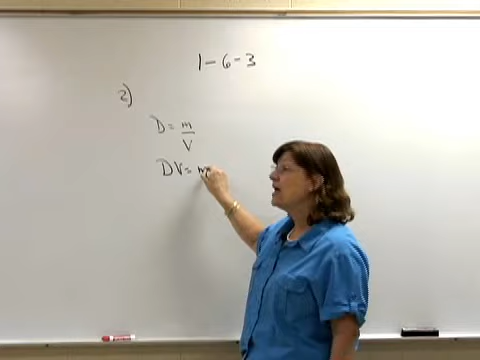 1-6-3
2)
D = m/V
DV = m